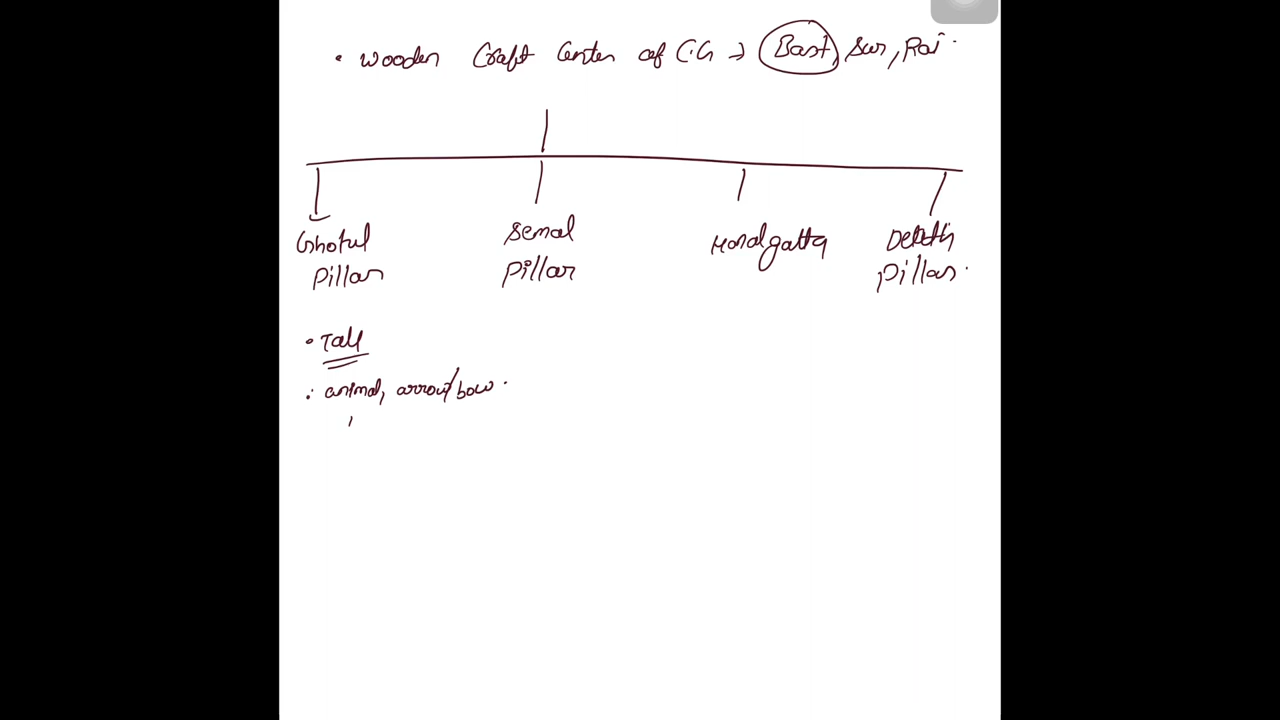 • Wooden Craft Center of C.G → Bast, Sur, Rai.
Ghotul Semal Mondgatta Death
Pillar Pillar Pillar.
• Tall
: animal, arrow/bow.